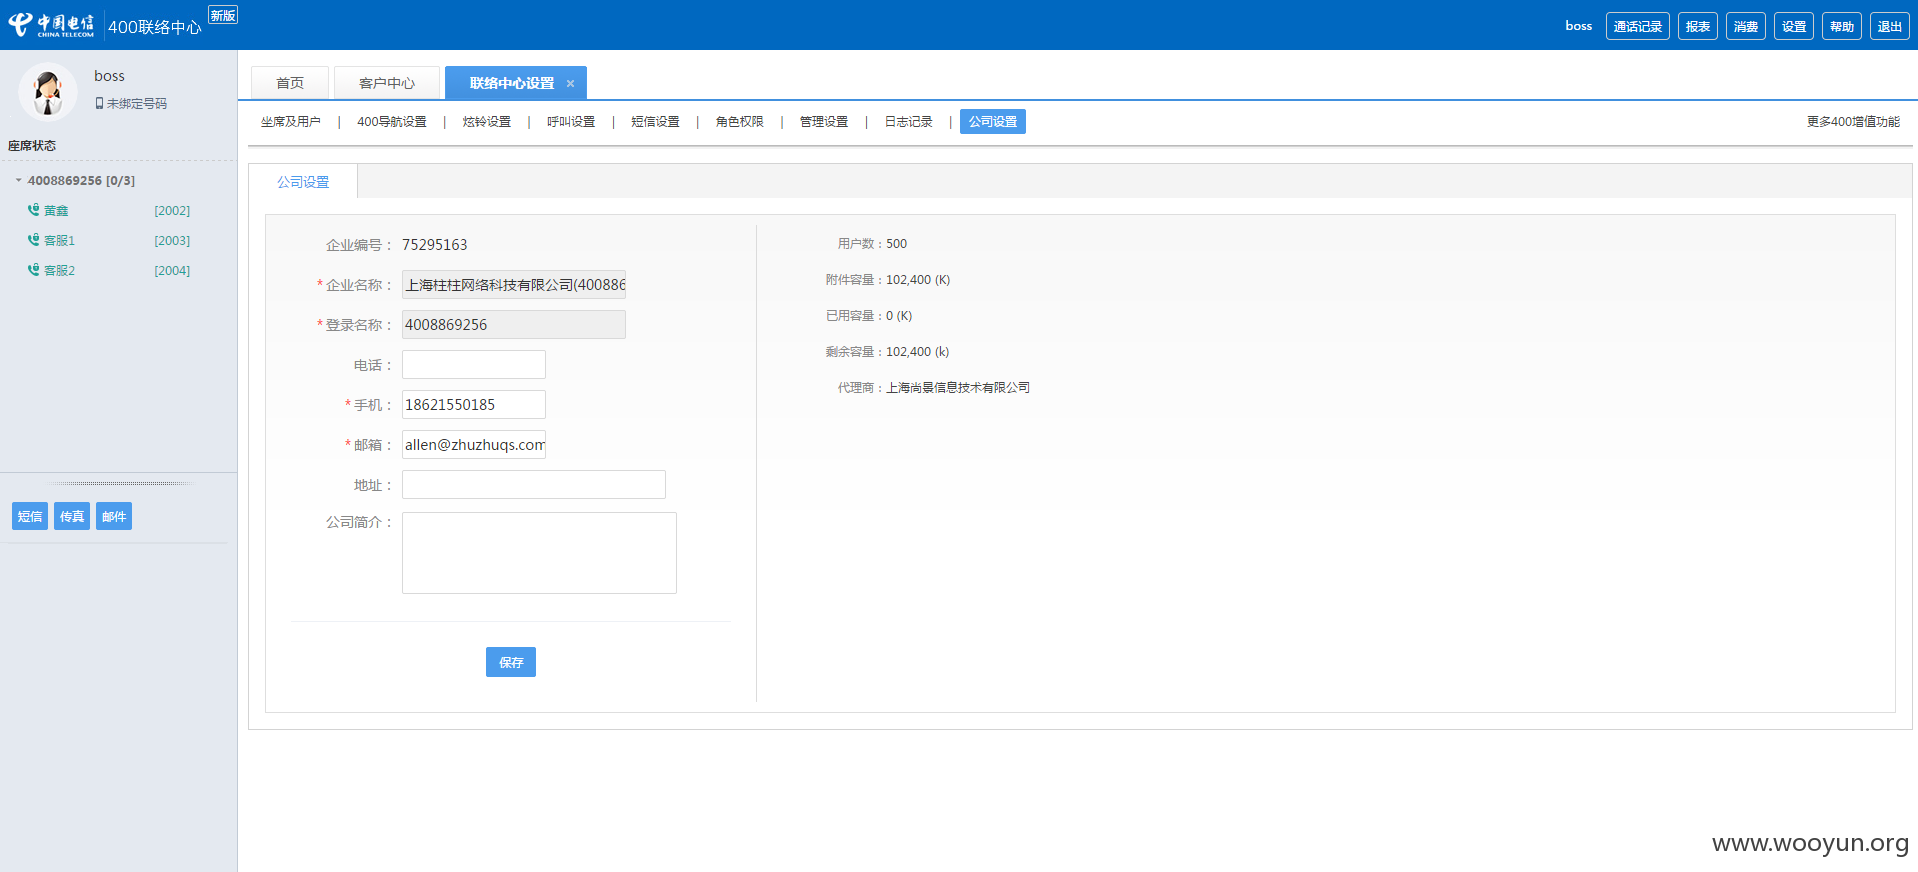 中国电信
CHINA TELECOM
400联络中心
新版
boss
通话记录
报表
消费
设置
帮助
退出
boss
未绑定号码
座席状态
4008869256 [0/3]
黄鑫 [2002]
客服1 [2003]
客服2 [2004]
短信 传真 邮件
首页
客户中心
联络中心设置 ×
坐席及用户 | 400导航设置 | 炫铃设置 | 呼叫设置 | 短信设置 | 角色权限 | 管理设置 | 日志记录 | 公司设置
更多400增值功能
公司设置
企业编号： 75295163
*企业名称： 上海柱柱网络科技有限公司(400886
*登录名称： 4008869256
电话：
*手机： 18621550185
*邮箱： allen@zhuzhuqs.com
地址：
公司简介：
保存
用户数：500
附件容量：102,400 (K)
已用容量：0 (K)
剩余容量：102,400 (k)
代理商：上海尚景信息技术有限公司
www.wooyun.org